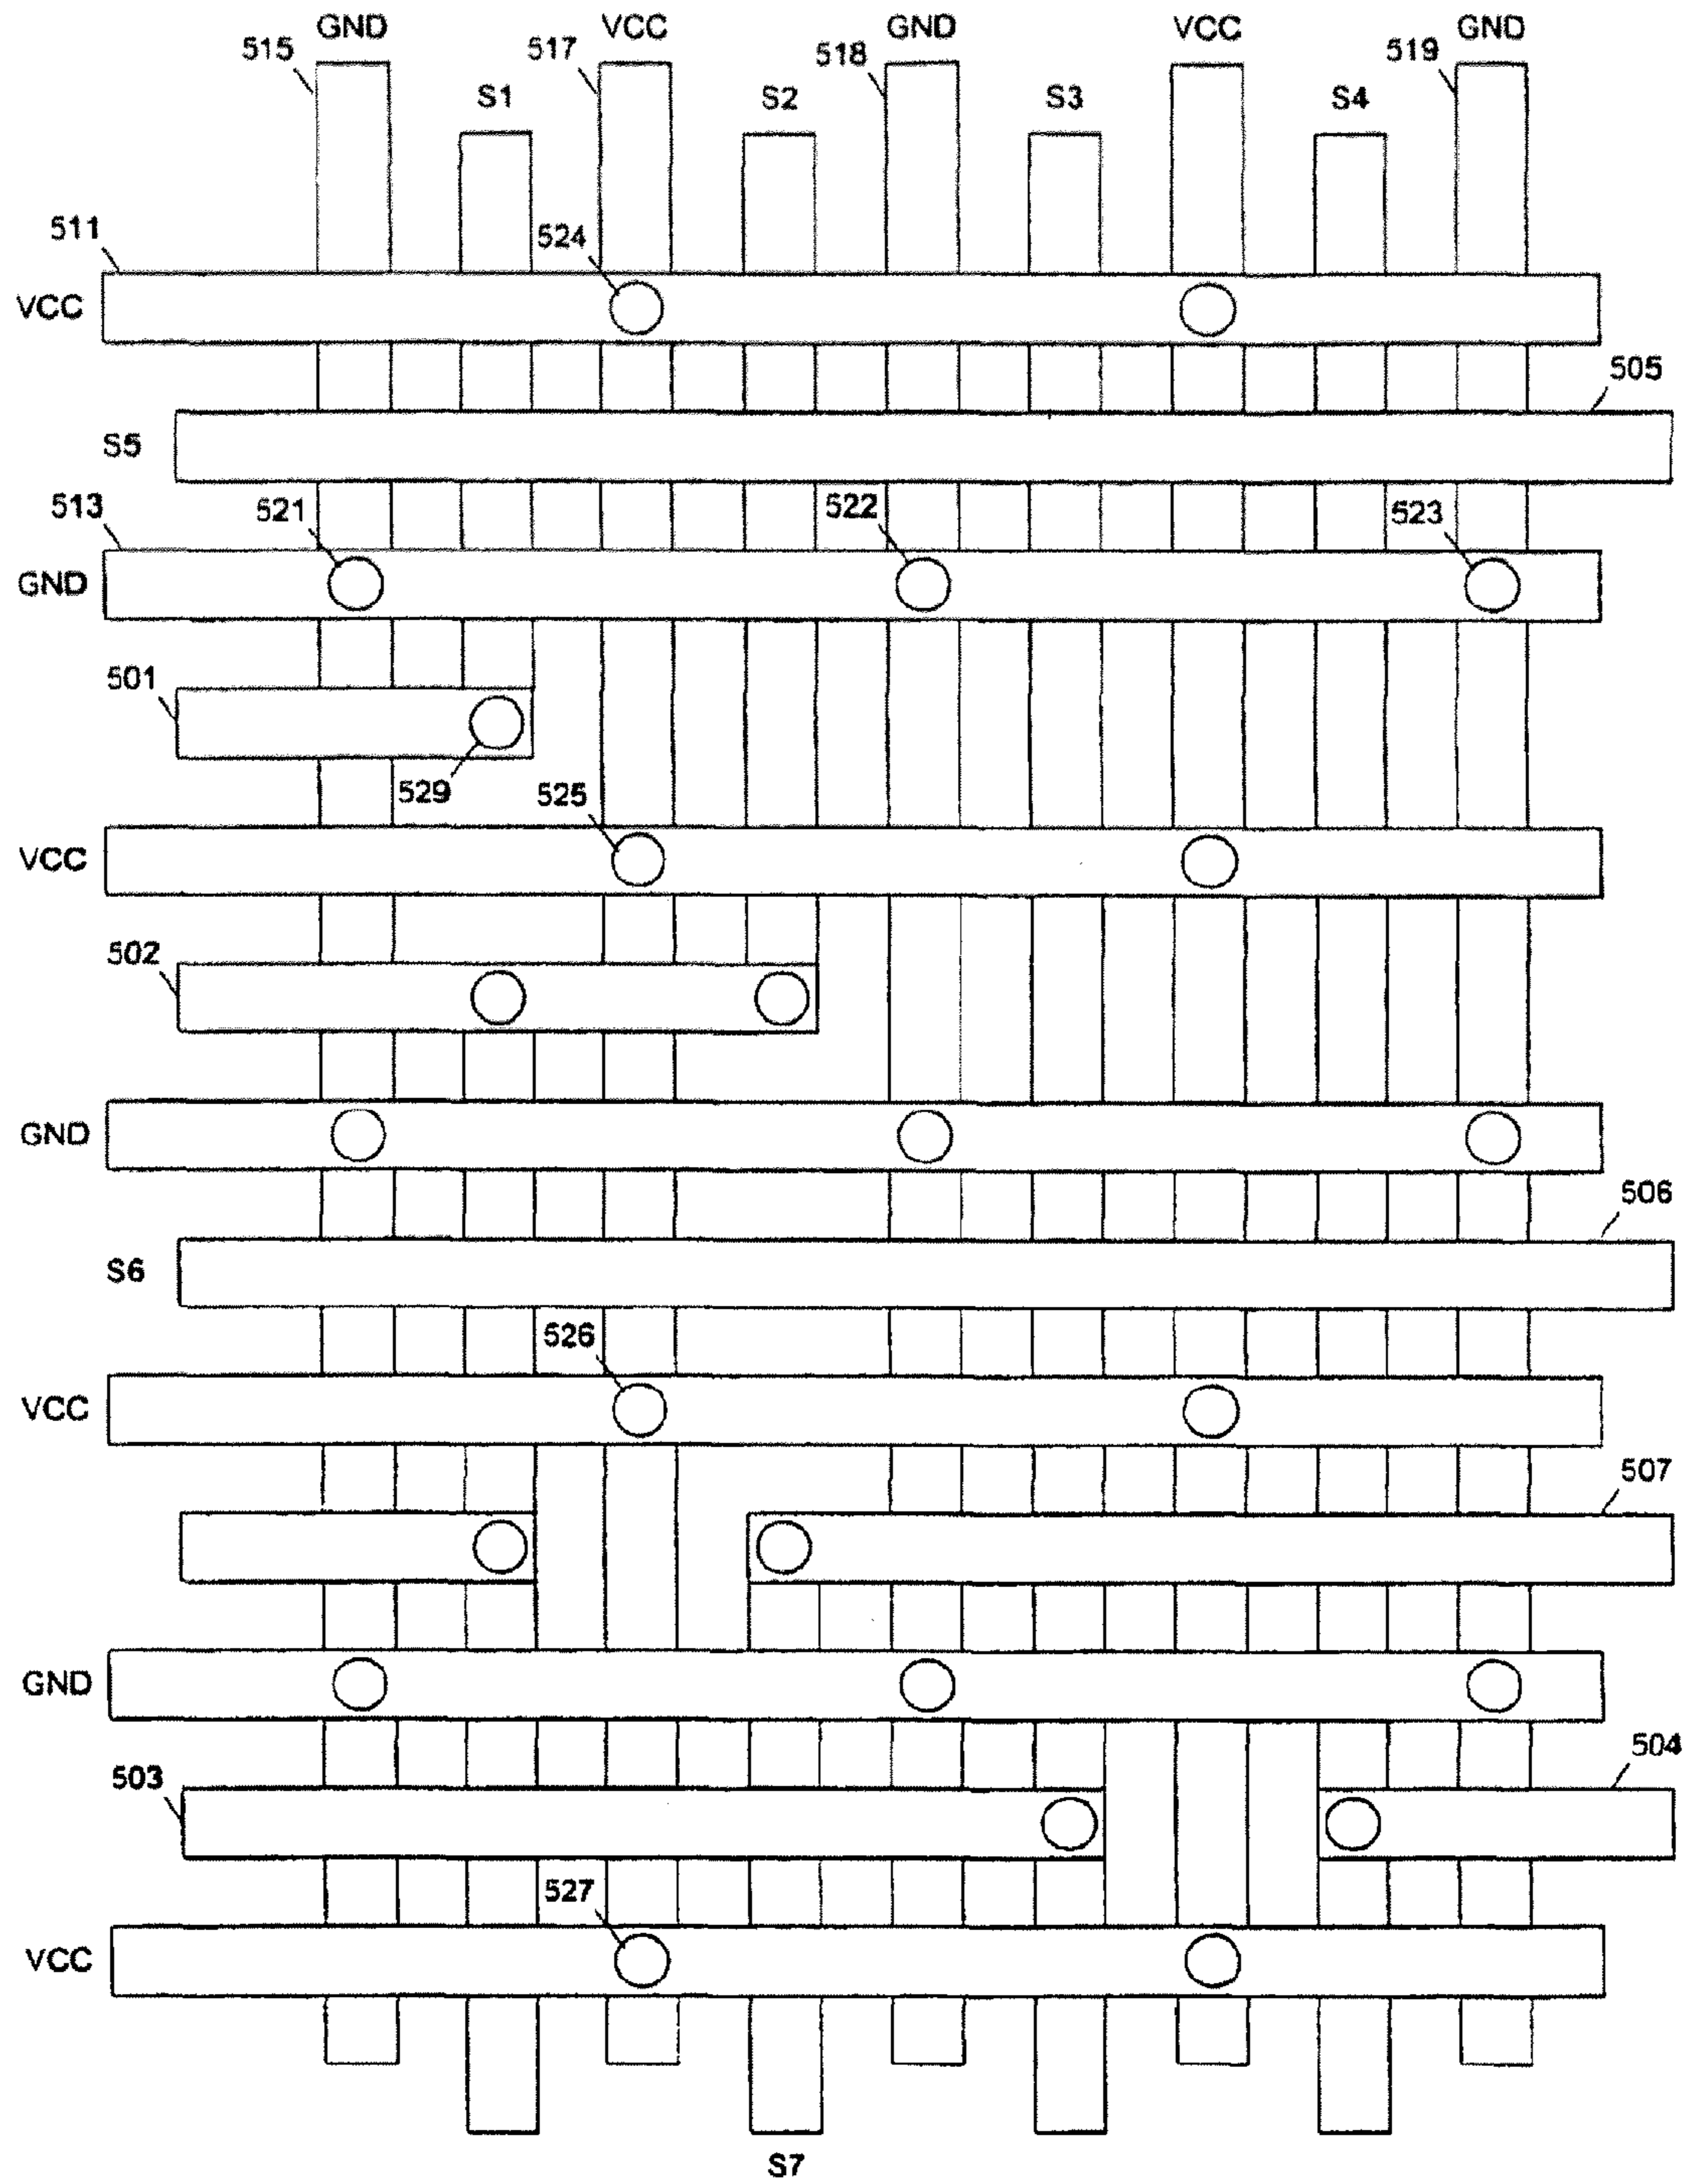 GND VCC GND VCC GND
515 517 518 519
S1 S2 S3 S4
511 524
VCC
505
S5
513 521 522 523
GND
501
529 525
VCC
502
GND
506
S6
526
VCC
507
GND
504
503
527
VCC
S7